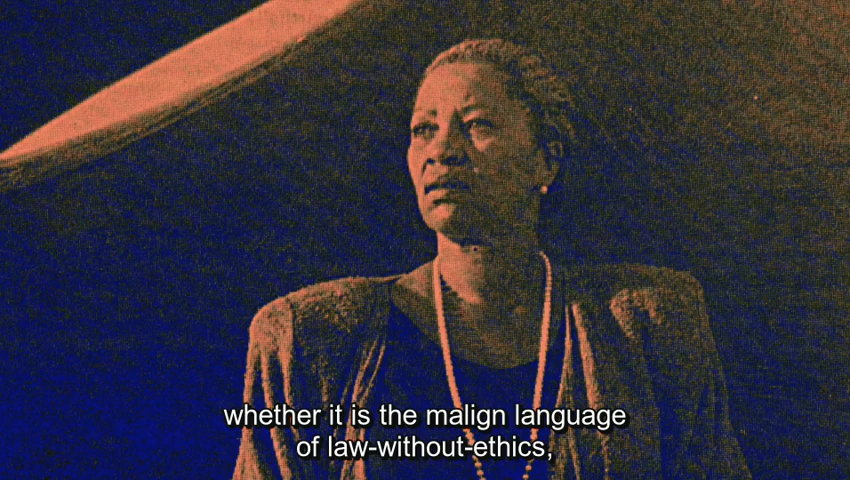 whether it is the malign language
of law-without-ethics,